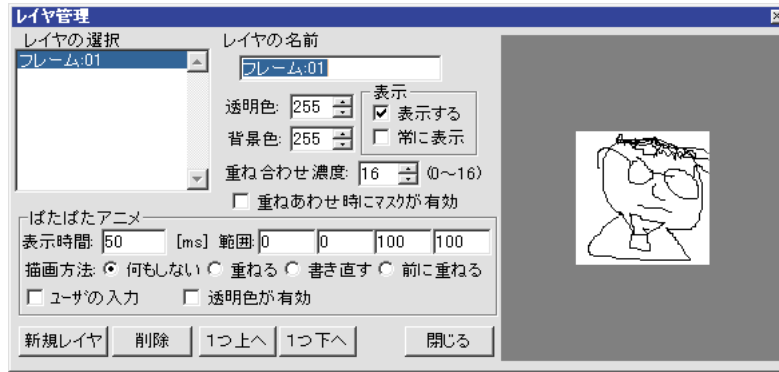 レイヤ管理
レイヤの選択
フレーム:01
レイヤの名前
フレーム:01
透明色: 255
背景色: 255
表示
表示する
常に表示
重ね合わせ濃度: 16 (0～16)
重ねあわせ時にマスクが有効
ぱたぱたアニメ
表示時間: 50 [ms] 範囲: 0 0 100 100
描画方法: 何もしない 重ねる 書き直す 前に重ねる
ユーザの入力 透明色が有効
新規レイヤ 削除 1つ上へ 1つ下へ 閉じる